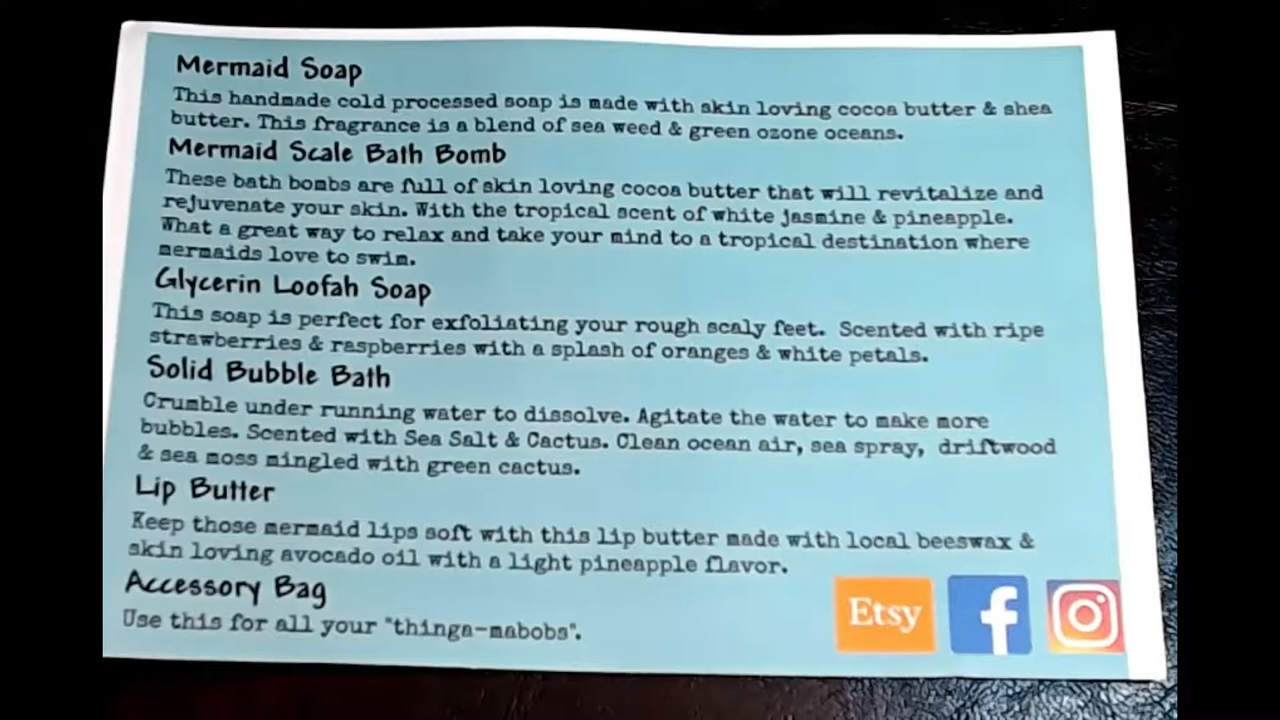 Mermaid Soap
This handmade cold processed soap is made with skin loving cocoa butter & shea
butter. This fragrance is a blend of sea weed & green ozone oceans.
Mermaid Scale Bath Bomb
These bath bombs are full of skin loving cocoa butter that will revitalize and
rejuvenate your skin. With the tropical scent of white jasmine & pineapple.
What a great way to relax and take your mind to a tropical destination where
mermaids love to swim.
Glycerin Loofah Soap
This soap is perfect for exfoliating your rough scaly feet. Scented with ripe
strawberries & raspberries with a splash of oranges & white petals.
Solid Bubble Bath
Crumble under running water to dissolve. Agitate the water to make more
bubbles. Scented with Sea Salt & Cactus. Clean ocean air, sea spray, driftwood
& sea moss mingled with green cactus.
Lip Butter
Keep those mermaid lips soft with this lip butter made with local beeswax &
skin loving avocado oil with a light pineapple flavor.
Accessory Bag
Use this for all your "thinga-mabobs".
Etsy f